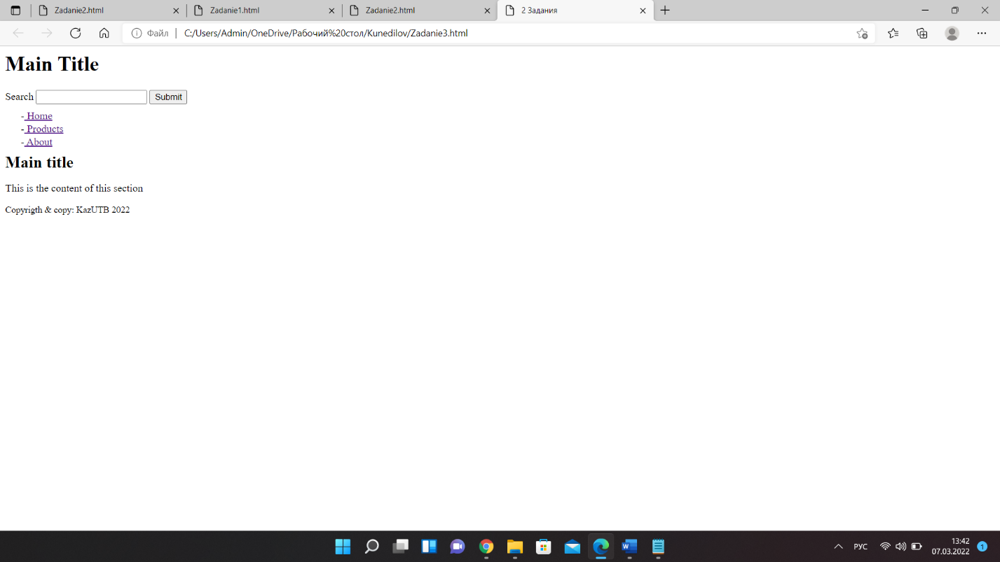 Zadanie2.html
Zadanie1.html
Zadanie2.html
2 Задания
Файл
C:/Users/Admin/OneDrive/Рабочий%20стол/Kunedilov/Zadanie3.html
Main Title
Search Submit
- Home
- Products
- About
Main title
This is the content of this section
Copyrigth & copy: KazUTB 2022
W
РУС
13:42
07.03.2022
1